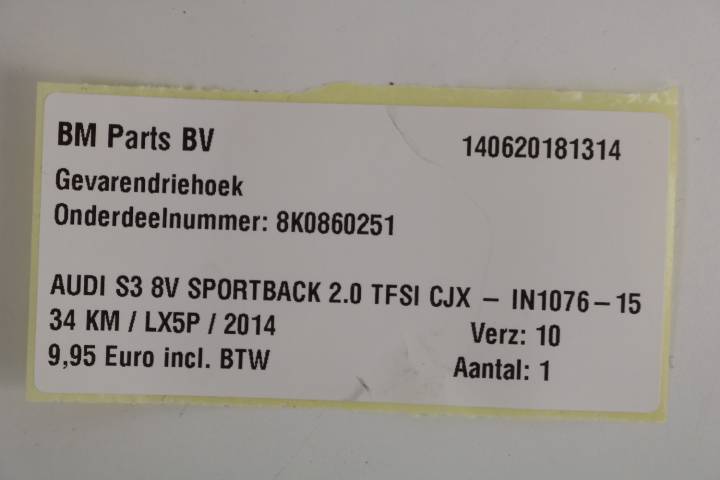 BM Parts BV 140620181314
Gevarendriehoek
Onderdeelnummer: 8K0860251
AUDI S3 8V SPORTBACK 2.0 TFSI CJX – IN1076–15
34 KM / LX5P / 2014 Verz: 10
9,95 Euro incl. BTW Aantal: 1